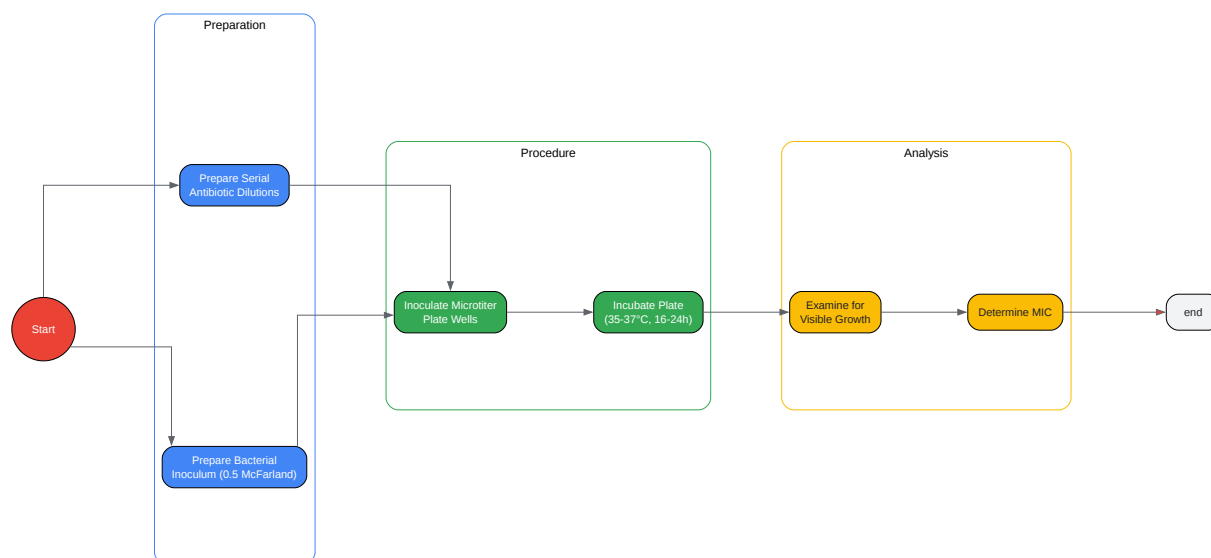 Preparation
Procedure
Analysis
Prepare Serial
Antibiotic Dilutions
Start
Inoculate Microtiter
Plate Wells
Incubate Plate
(35-37°C, 16-24h)
Examine for
Visible Growth
Determine MIC
end
Prepare Bacterial
Inoculum (0.5 McFarland)